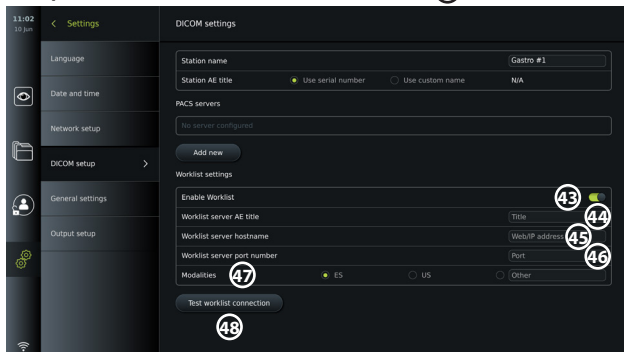 11:02
10 Jun
< Settings
DICOM settings
Language
Date and time
Network setup
DICOM setup >
General settings
Output setup
Station name Gastro #1
Station AE title Use serial number Use custom name N/A
PACS servers
No server configured
Add new
Worklist settings
Enable Worklist 43
Worklist server AE title Title 44
Worklist server hostname Web/IP address 45
Worklist server port number Port 46
Modalities 47 ES US Other
Test worklist connection
48